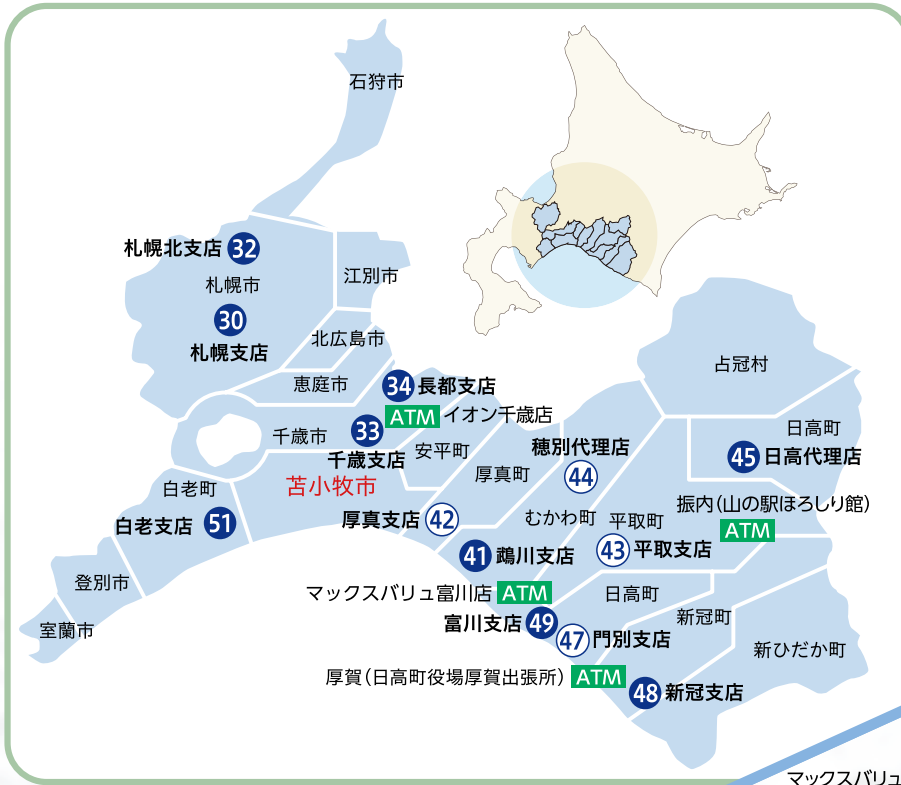 石狩市
札幌北支店 32
札幌市
江別市
30
札幌支店
北広島市
恵庭市
34 長都支店
ATM イオン千歳店
千歳市
33
千歳支店
安平町
苫小牧市
白老町
白老支店 51
登別市
室蘭市
厚真町
厚真支店 42
穂別代理店
44
むかわ町
41 鵡川支店
占冠村
日高町
45 日高代理店
振内(山の駅ほろしり館)
ATM
平取町
43 平取支店
マックスバリュ富川店 ATM
日高町
富川支店 49
47 門別支店
新冠町
新ひだか町
厚賀(日高町役場厚賀出張所) ATM
48 新冠支店
マックスバリュ